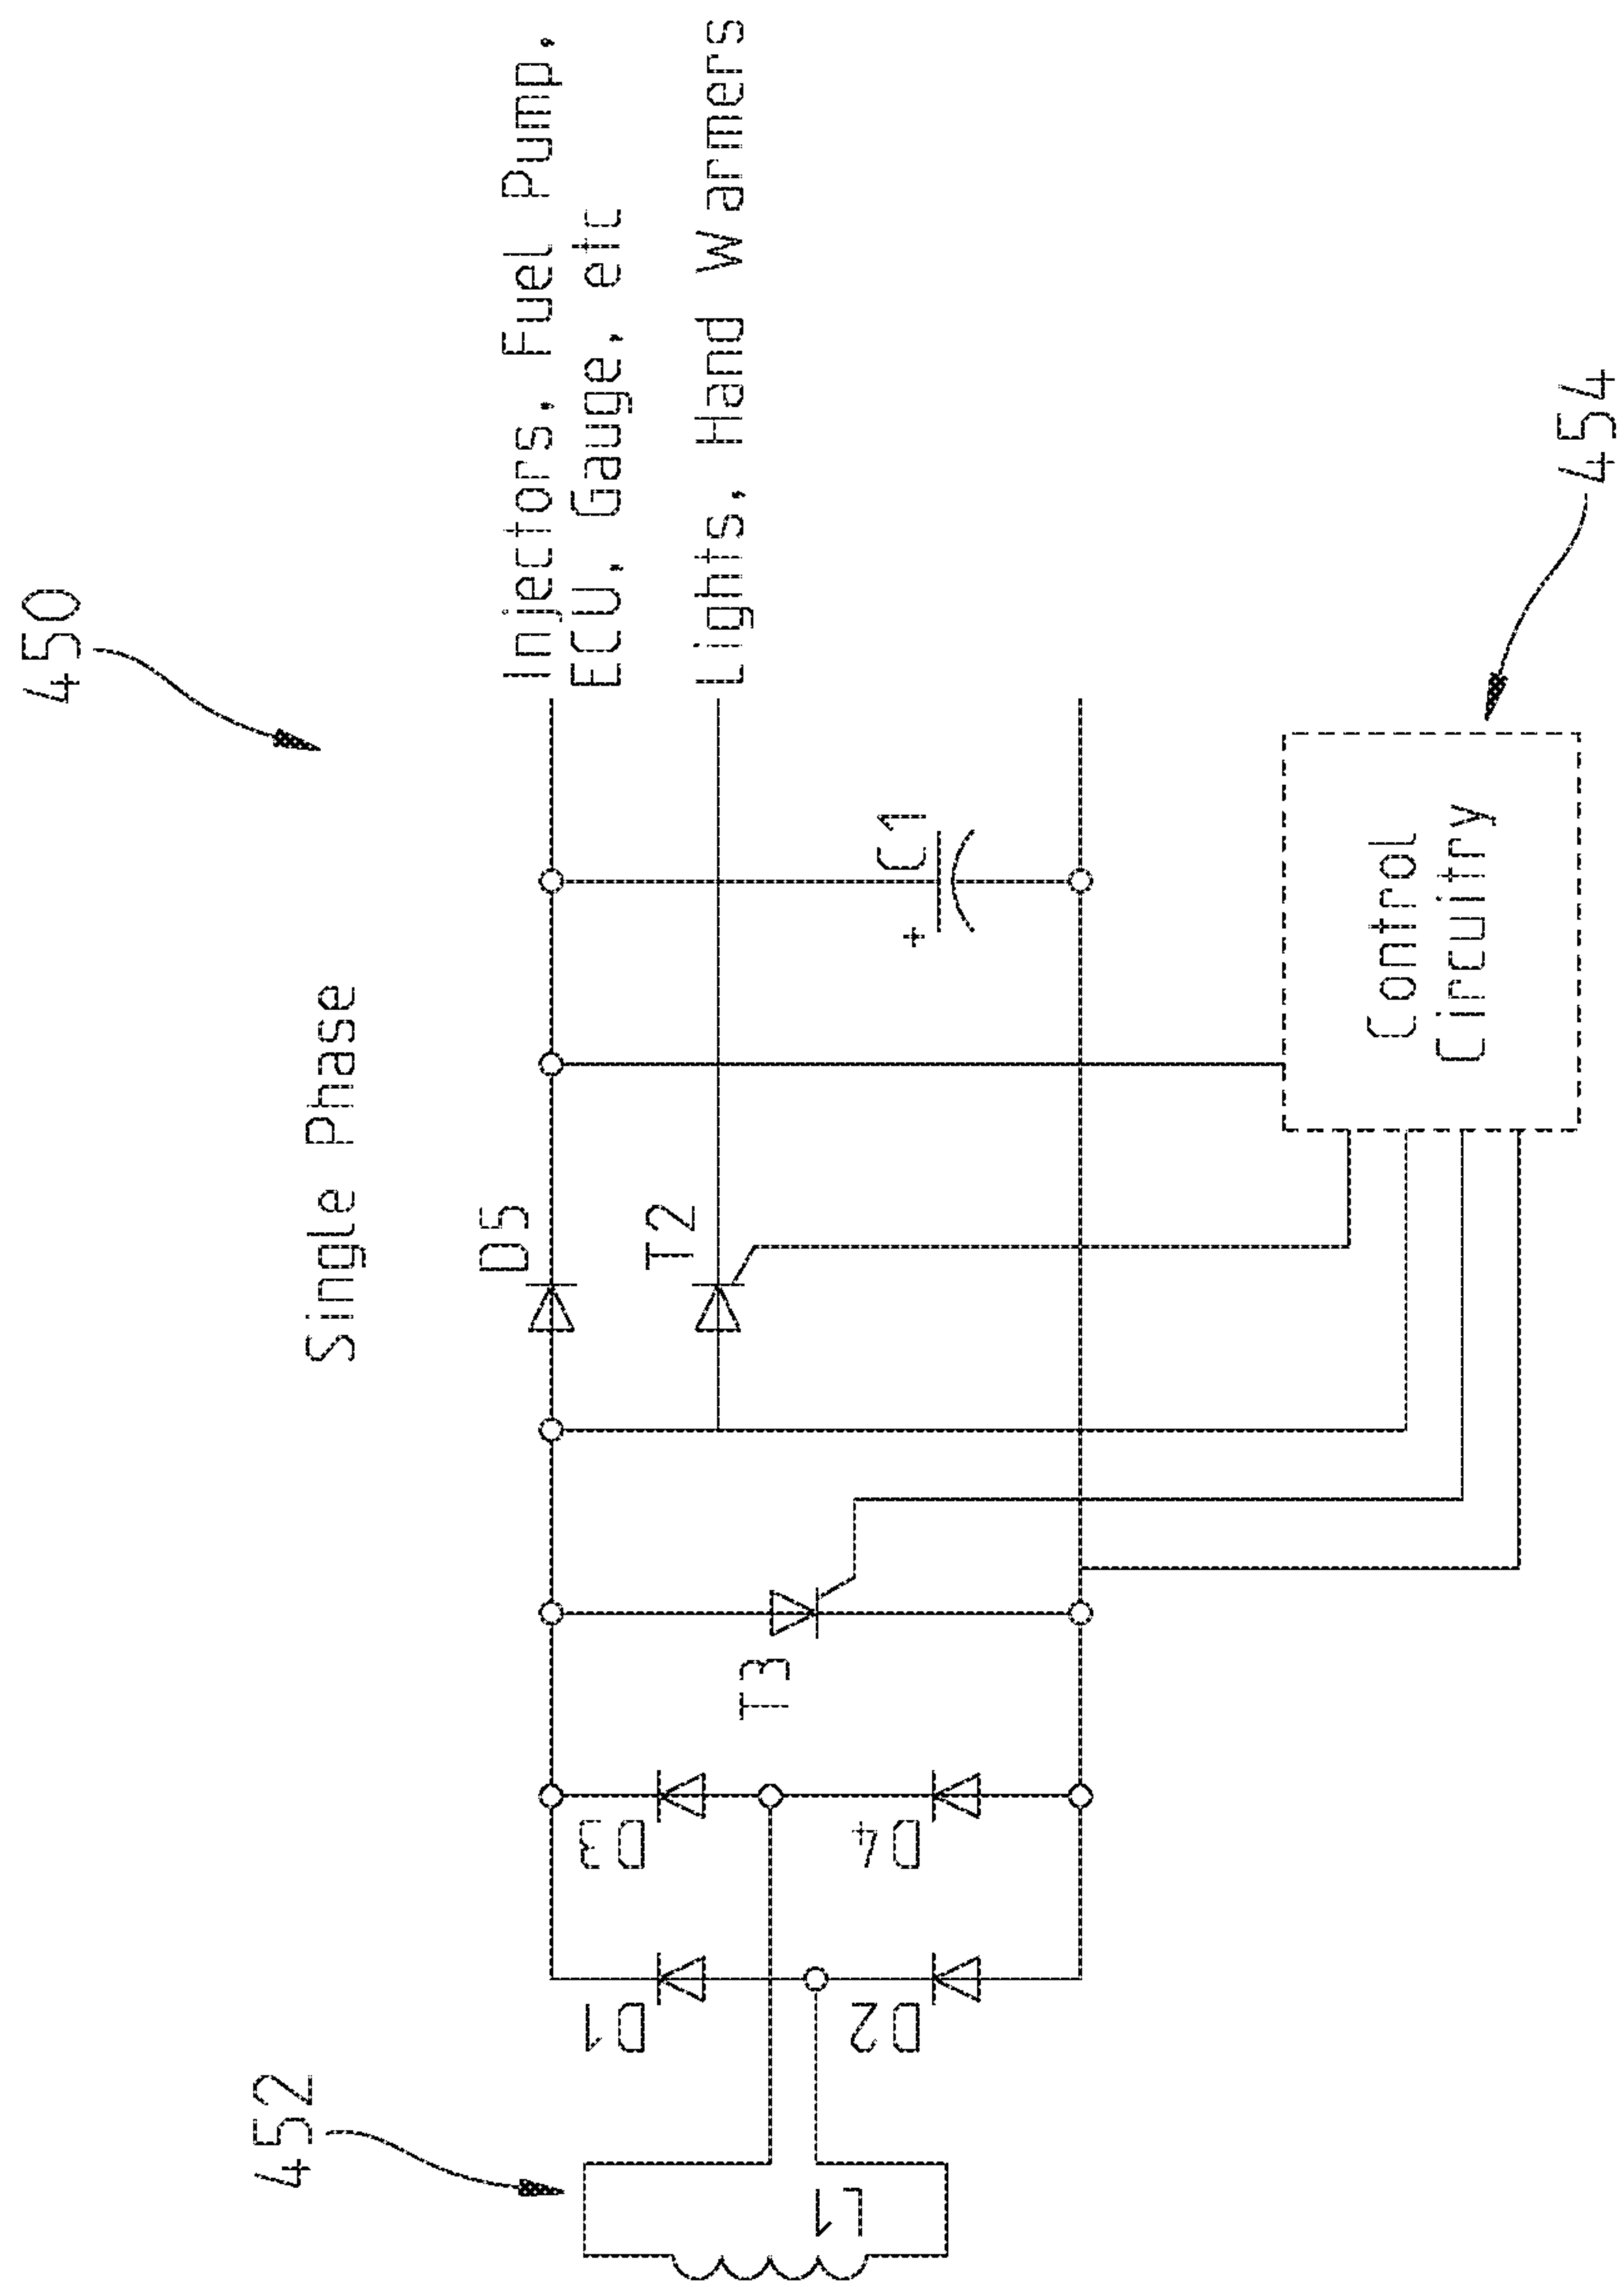 450
Single Phase
Injectors, Fuel Pump,
ECU, Gauge, etc
Lights, Hand Warmers
D5
T2
C1
+
T3
D3
D4
D1
D2
452
L1
Control
Circuitry
454